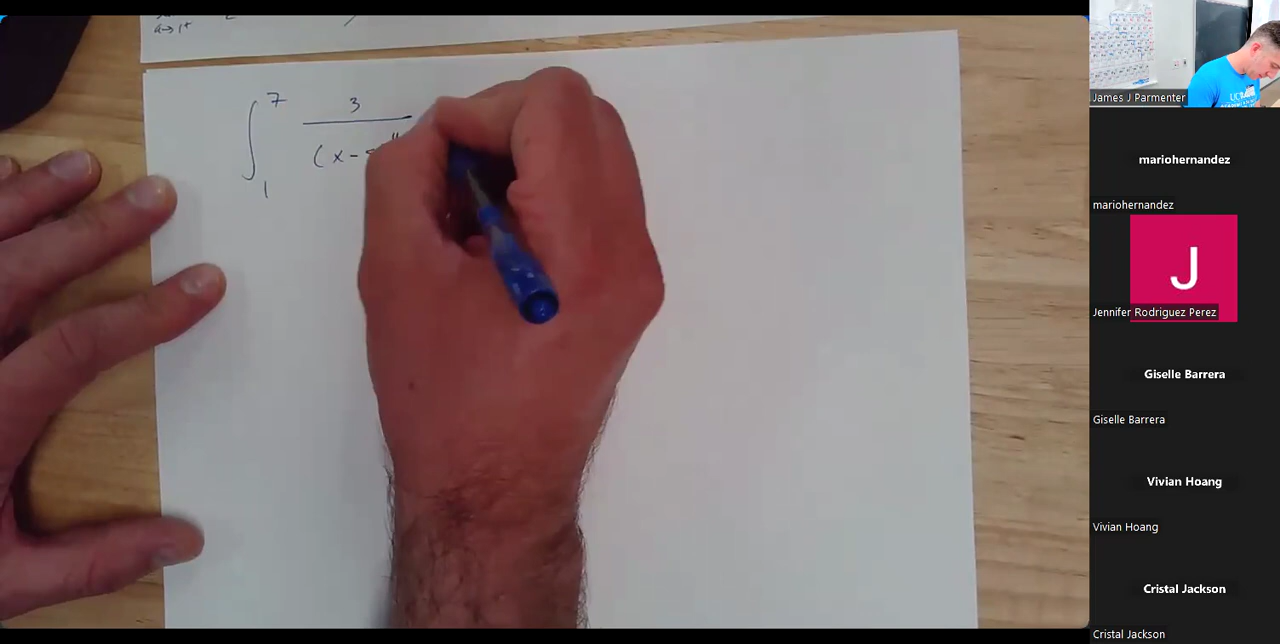 a→1⁺
∫₁⁷ 3
(x-
James J Parmenter
mariohernandez
mariohernandez
J
Jennifer Rodriguez Perez
Giselle Barrera
Giselle Barrera
Vivian Hoang
Vivian Hoang
Cristal Jackson
Cristal Jackson